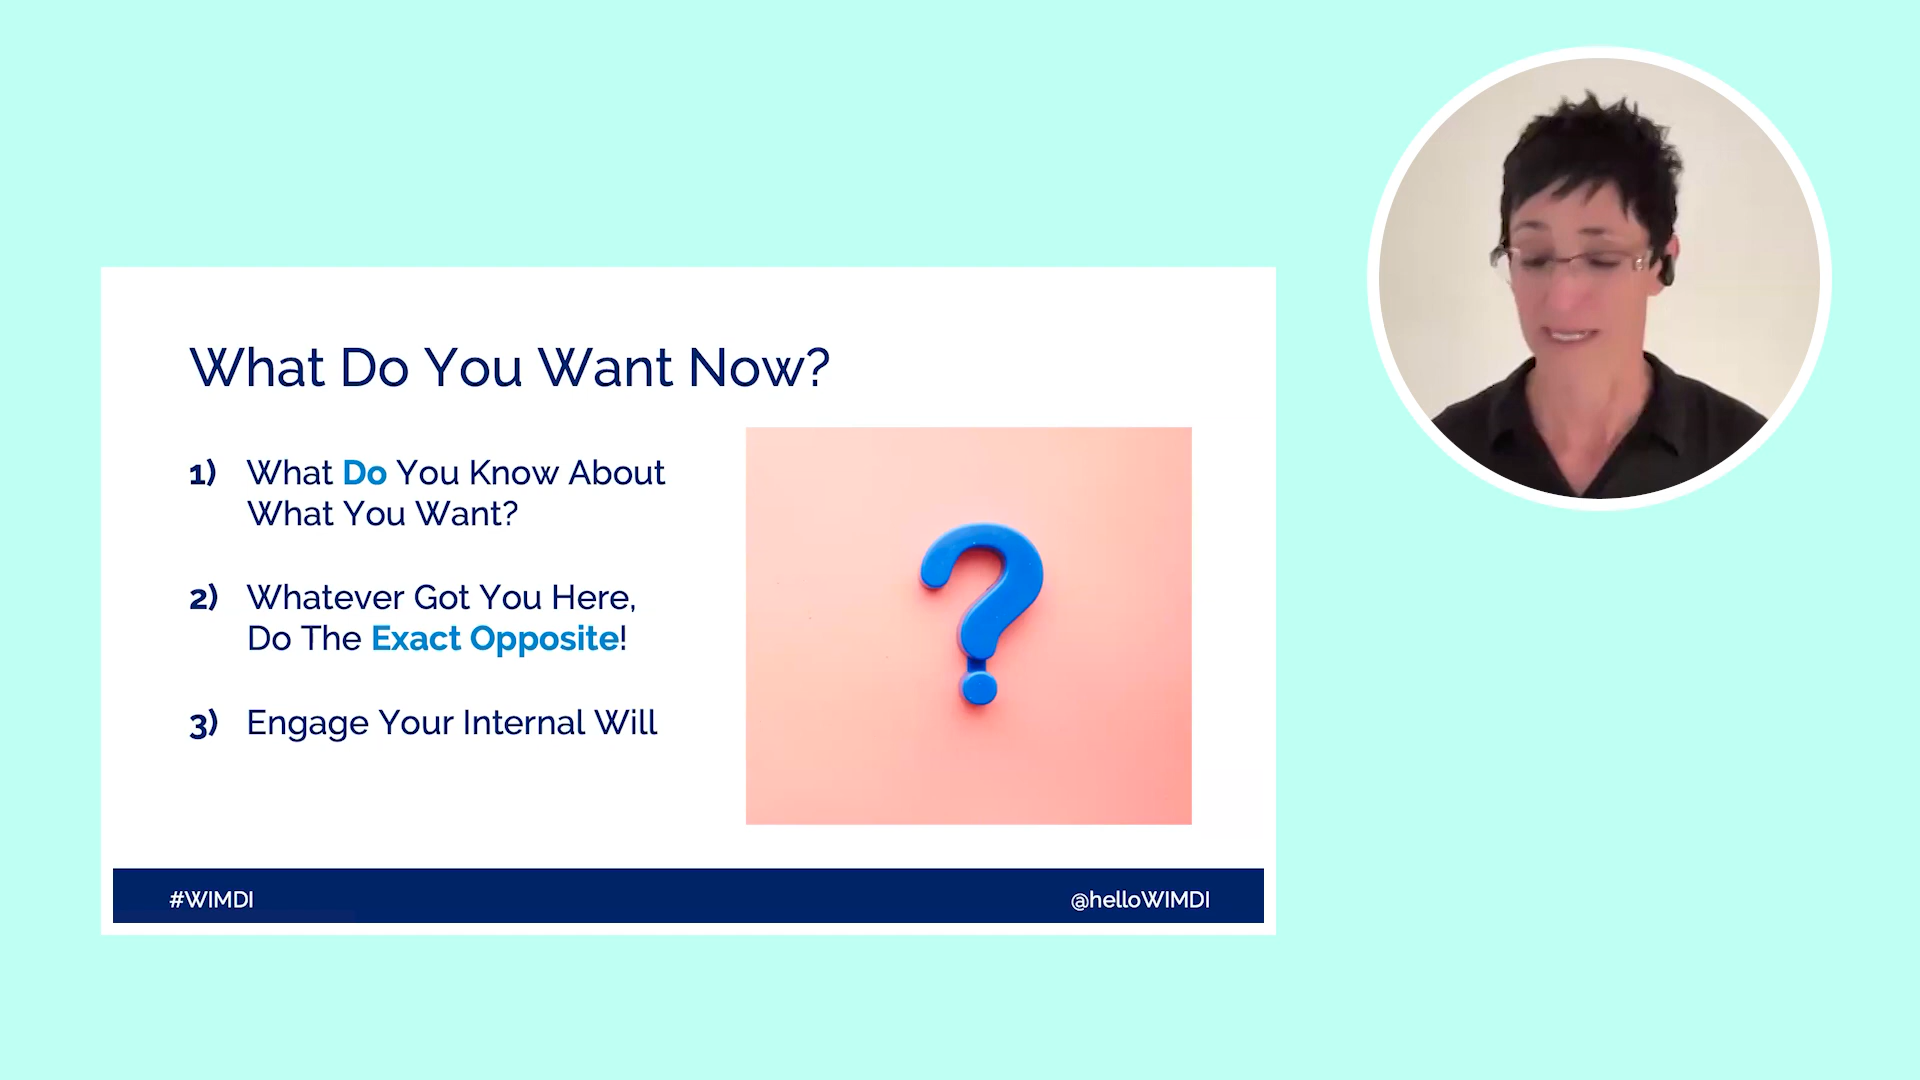 What Do You Want Now?
1) What Do You Know About
What You Want?
2) Whatever Got You Here,
Do The Exact Opposite!
3) Engage Your Internal Will
#WIMDI
@helloWIMDI